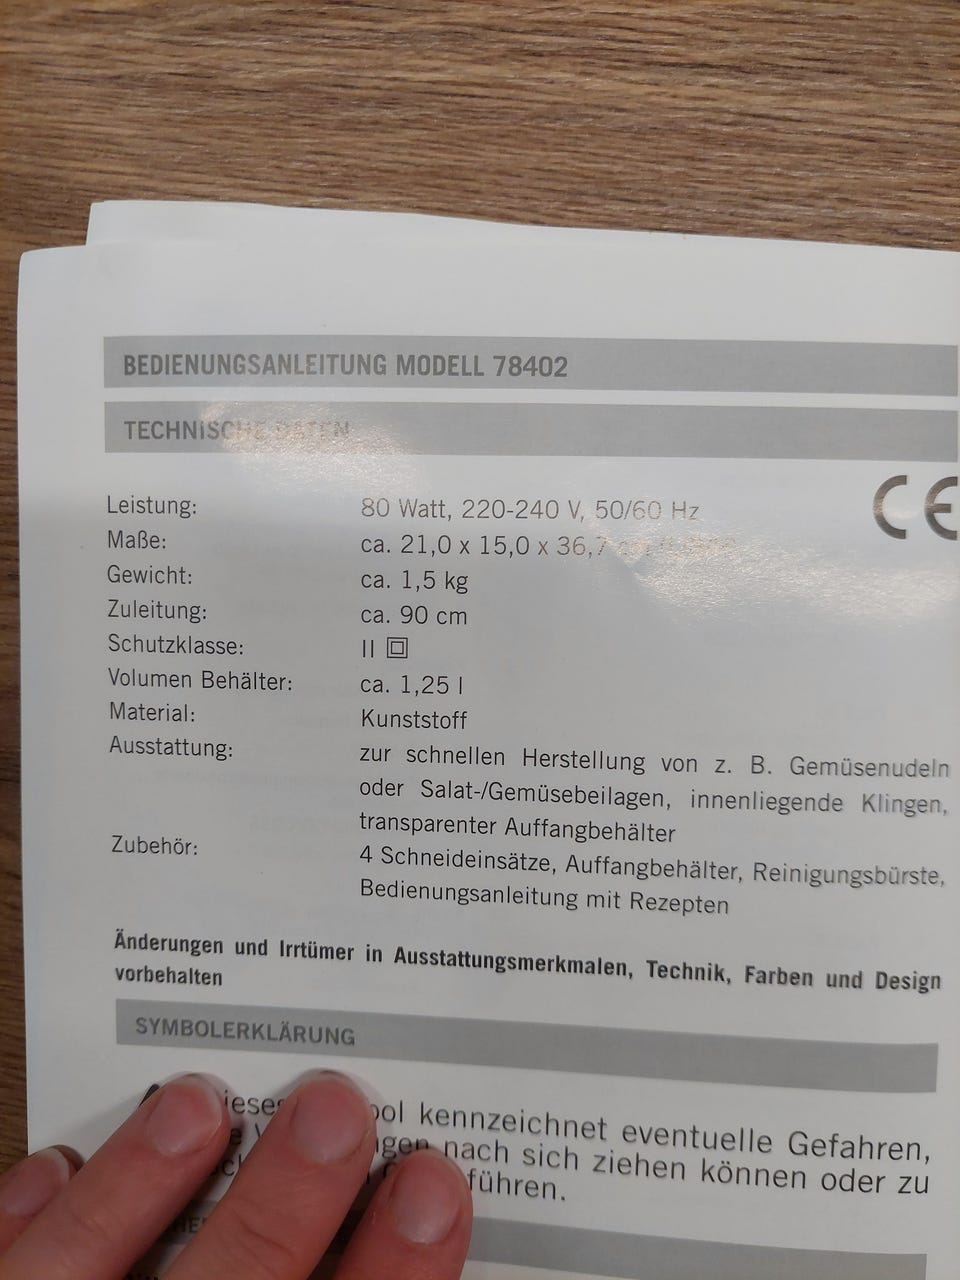 BEDIENUNGSANLEITUNG MODELL 78402
TECHNISCHE DATEN
CE
Leistung: 80 Watt, 220-240 V, 50/60 Hz
Maße: ca. 21,0 x 15,0 x 36,7 cm
Gewicht: ca. 1,5 kg
Zuleitung: ca. 90 cm
Schutzklasse: II
Volumen Behälter: ca. 1,25 l
Material: Kunststoff
Ausstattung: zur schnellen Herstellung von z. B. Gemüsenudeln
oder Salat-/Gemüsebeilagen, innenliegende Klingen,
transparenter Auffangbehälter
Zubehör: 4 Schneideinsätze, Auffangbehälter, Reinigungsbürste,
Bedienungsanleitung mit Rezepten
Änderungen und Irrtümer in Ausstattungsmerkmalen, Technik, Farben und Design
vorbehalten
SYMBOLERKLÄRUNG
kennzeichnet eventuelle Gefahren,
nach sich ziehen können oder zu
führen.